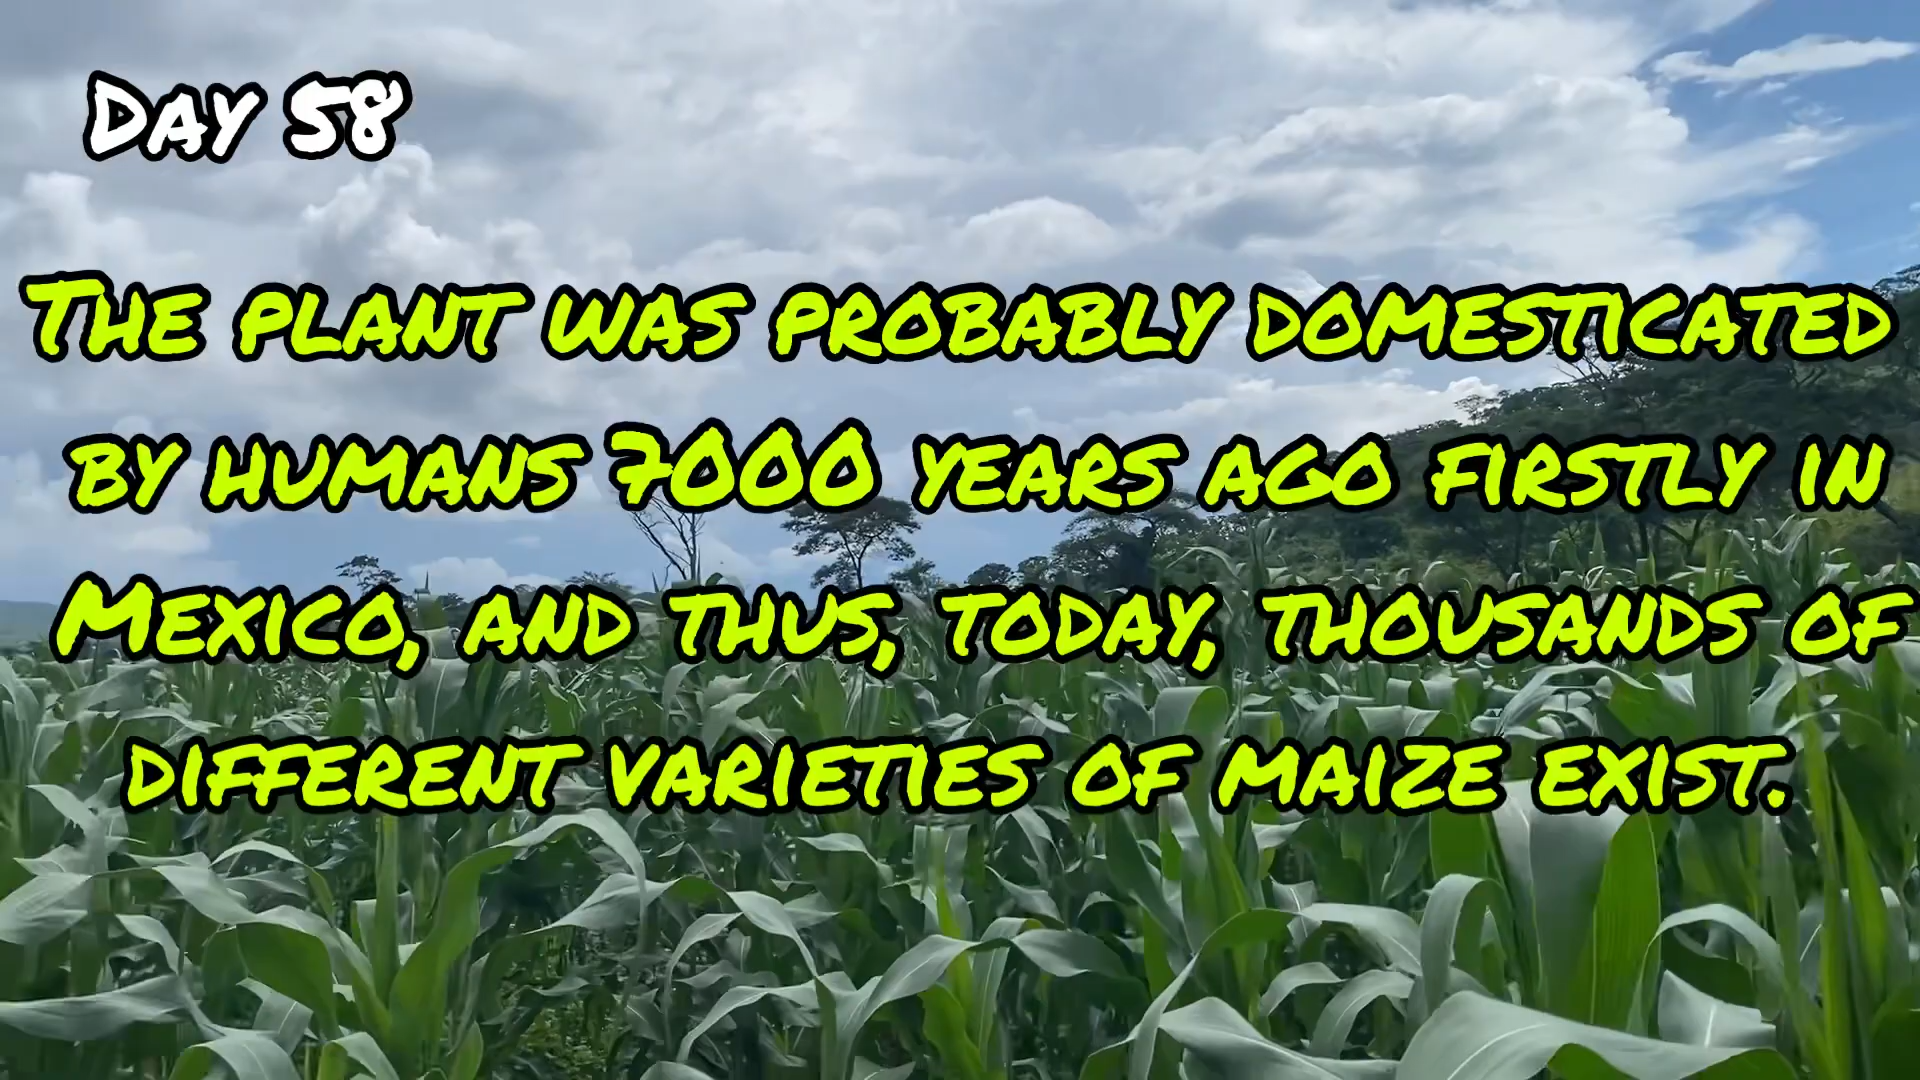 Day 58
The plant was probably domesticated
by humans 7000 years ago firstly in
Mexico, and thus, today, thousands of
different varieties of maize exist.